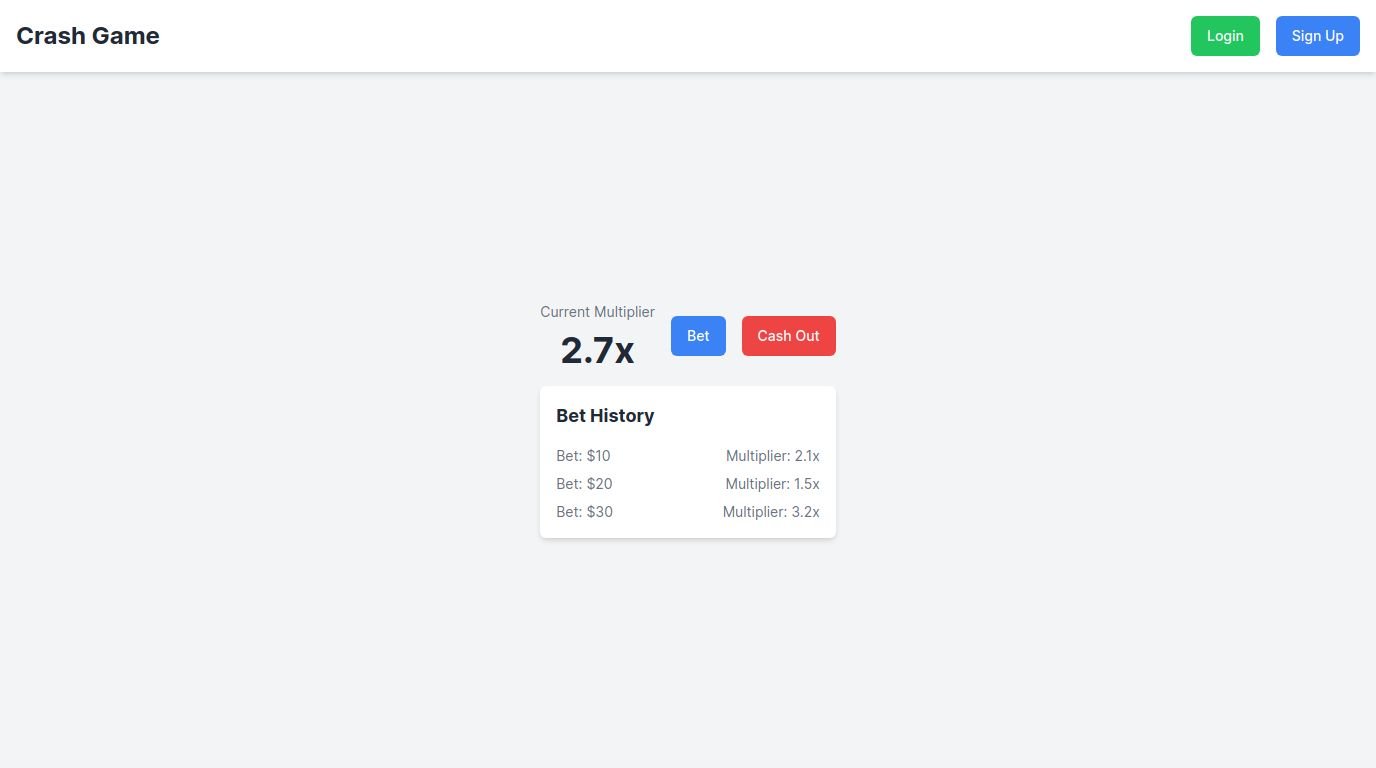 Crash Game
Login
Sign Up
Current Multiplier
2.7x
Bet
Cash Out
Bet History
Bet: $10 Multiplier: 2.1x
Bet: $20 Multiplier: 1.5x
Bet: $30 Multiplier: 3.2x